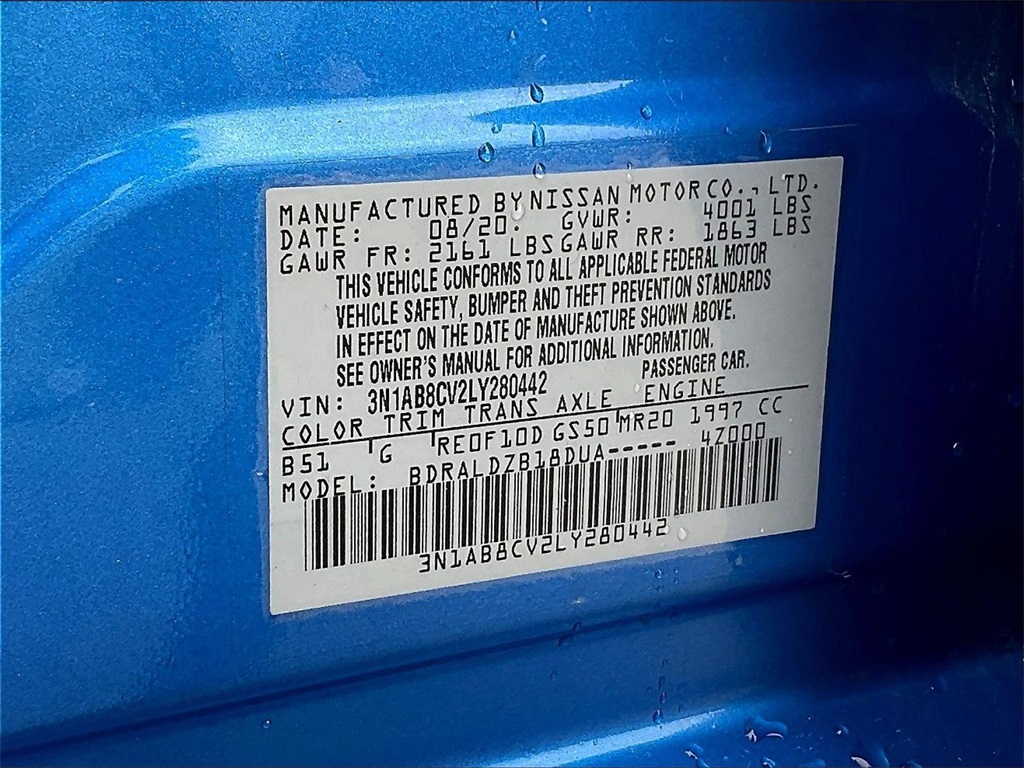 MANUFACTURED BY NISSAN MOTOR CO., LTD.
DATE: 08/20. GVWR: 4001 LBS
GAWR FR: 2161 LBS GAWR RR: 1863 LBS
THIS VEHICLE CONFORMS TO ALL APPLICABLE FEDERAL MOTOR
VEHICLE SAFETY, BUMPER AND THEFT PREVENTION STANDARDS
IN EFFECT ON THE DATE OF MANUFACTURE SHOWN ABOVE.
SEE OWNER'S MANUAL FOR ADDITIONAL INFORMATION.
VIN: 3N1AB8CV2LY280442 PASSENGER CAR.
COLOR TRIM TRANS AXLE ENGINE
B51 G RE0F10D GS50 MR20 1997 CC
MODEL: BDRALDZB18DUA----- 4Z000
3N1AB8CV2LY280442